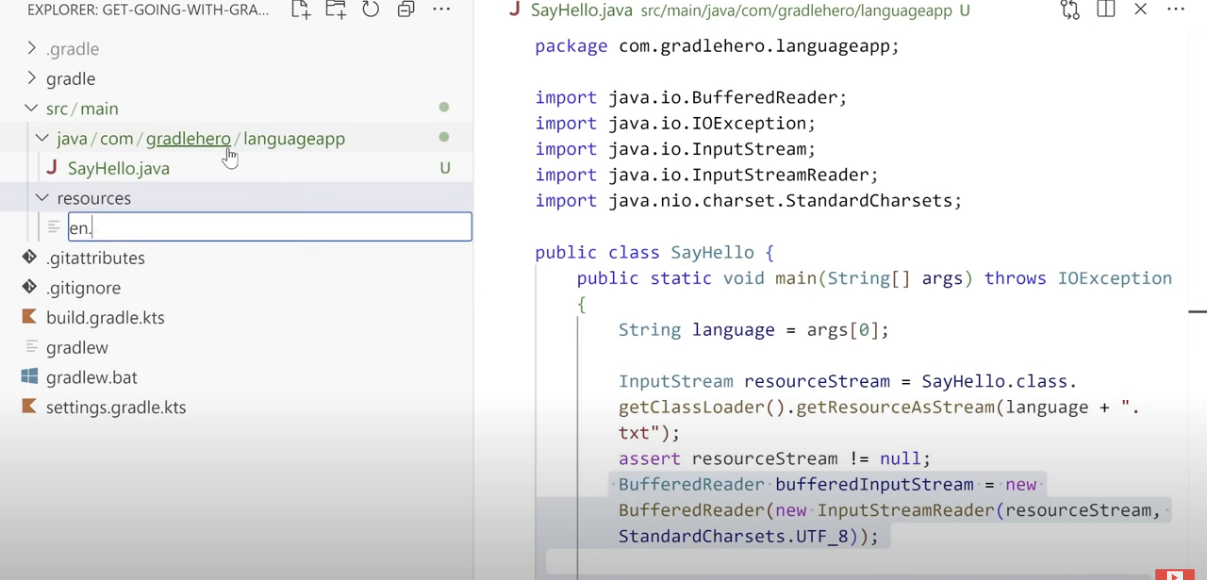 EXPLORER: GET-GOING-WITH-GRA...
.gradle
gradle
src / main
java / com / gradlehero / languageapp
J SayHello.java U
resources
en.
.gitattributes
.gitignore
build.gradle.kts
gradlew
gradlew.bat
settings.gradle.kts
J SayHello.java src/main/java/com/gradlehero/languageapp U
package com.gradlehero.languageapp;
import java.io.BufferedReader;
import java.io.IOException;
import java.io.InputStream;
import java.io.InputStreamReader;
import java.nio.charset.StandardCharsets;
public class SayHello {
public static void main(String[] args) throws IOException
{
String language = args[0];
InputStream resourceStream = SayHello.class.
getClassLoader().getResourceAsStream(language + ".
txt");
assert resourceStream != null;
BufferedReader bufferedInputStream = new
BufferedReader(new InputStreamReader(resourceStream,
StandardCharsets.UTF_8));